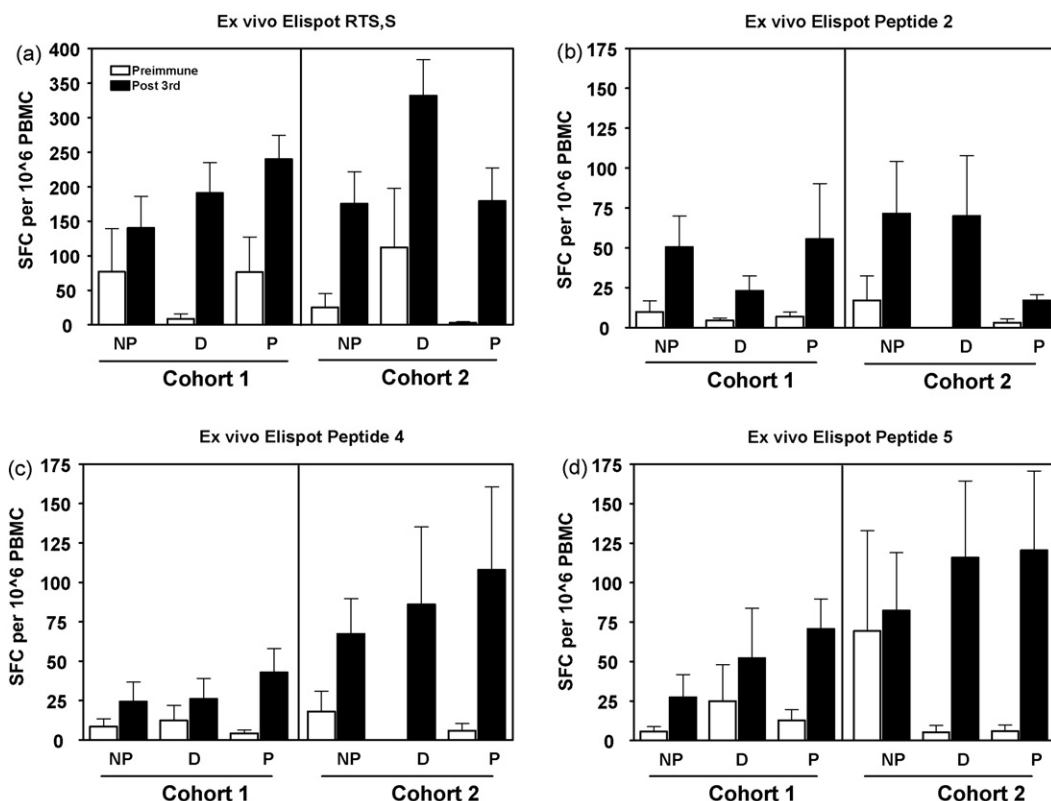 Ex vivo Elispot RTS,S
(a)
SFC per 10^6 PBMC
400
350
300
250
200
150
100
50
0
Preimmune
Post 3rd
NP D P NP D P
Cohort 1 Cohort 2
Ex vivo Elispot Peptide 2
(b)
SFC per 10^6 PBMC
175
150
125
100
75
50
25
0
NP D P NP D P
Cohort 1 Cohort 2
Ex vivo Elispot Peptide 4
(c)
SFC per 10^6 PBMC
175
150
125
100
75
50
25
0
NP D P NP D P
Cohort 1 Cohort 2
Ex vivo Elispot Peptide 5
(d)
SFC per 10^6 PBMC
175
150
125
100
75
50
25
0
NP D P NP D P
Cohort 1 Cohort 2